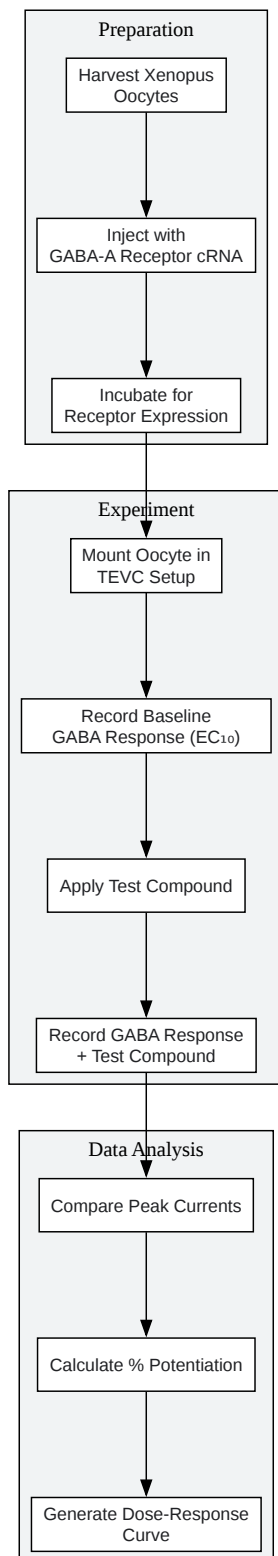 Preparation
Harvest Xenopus
Oocytes
Inject with
GABA-A Receptor cRNA
Incubate for
Receptor Expression
Experiment
Mount Oocyte in
TEVC Setup
Record Baseline
GABA Response (EC₁₀)
Apply Test Compound
Record GABA Response
+ Test Compound
Data Analysis
Compare Peak Currents
Calculate % Potentiation
Generate Dose-Response
Curve